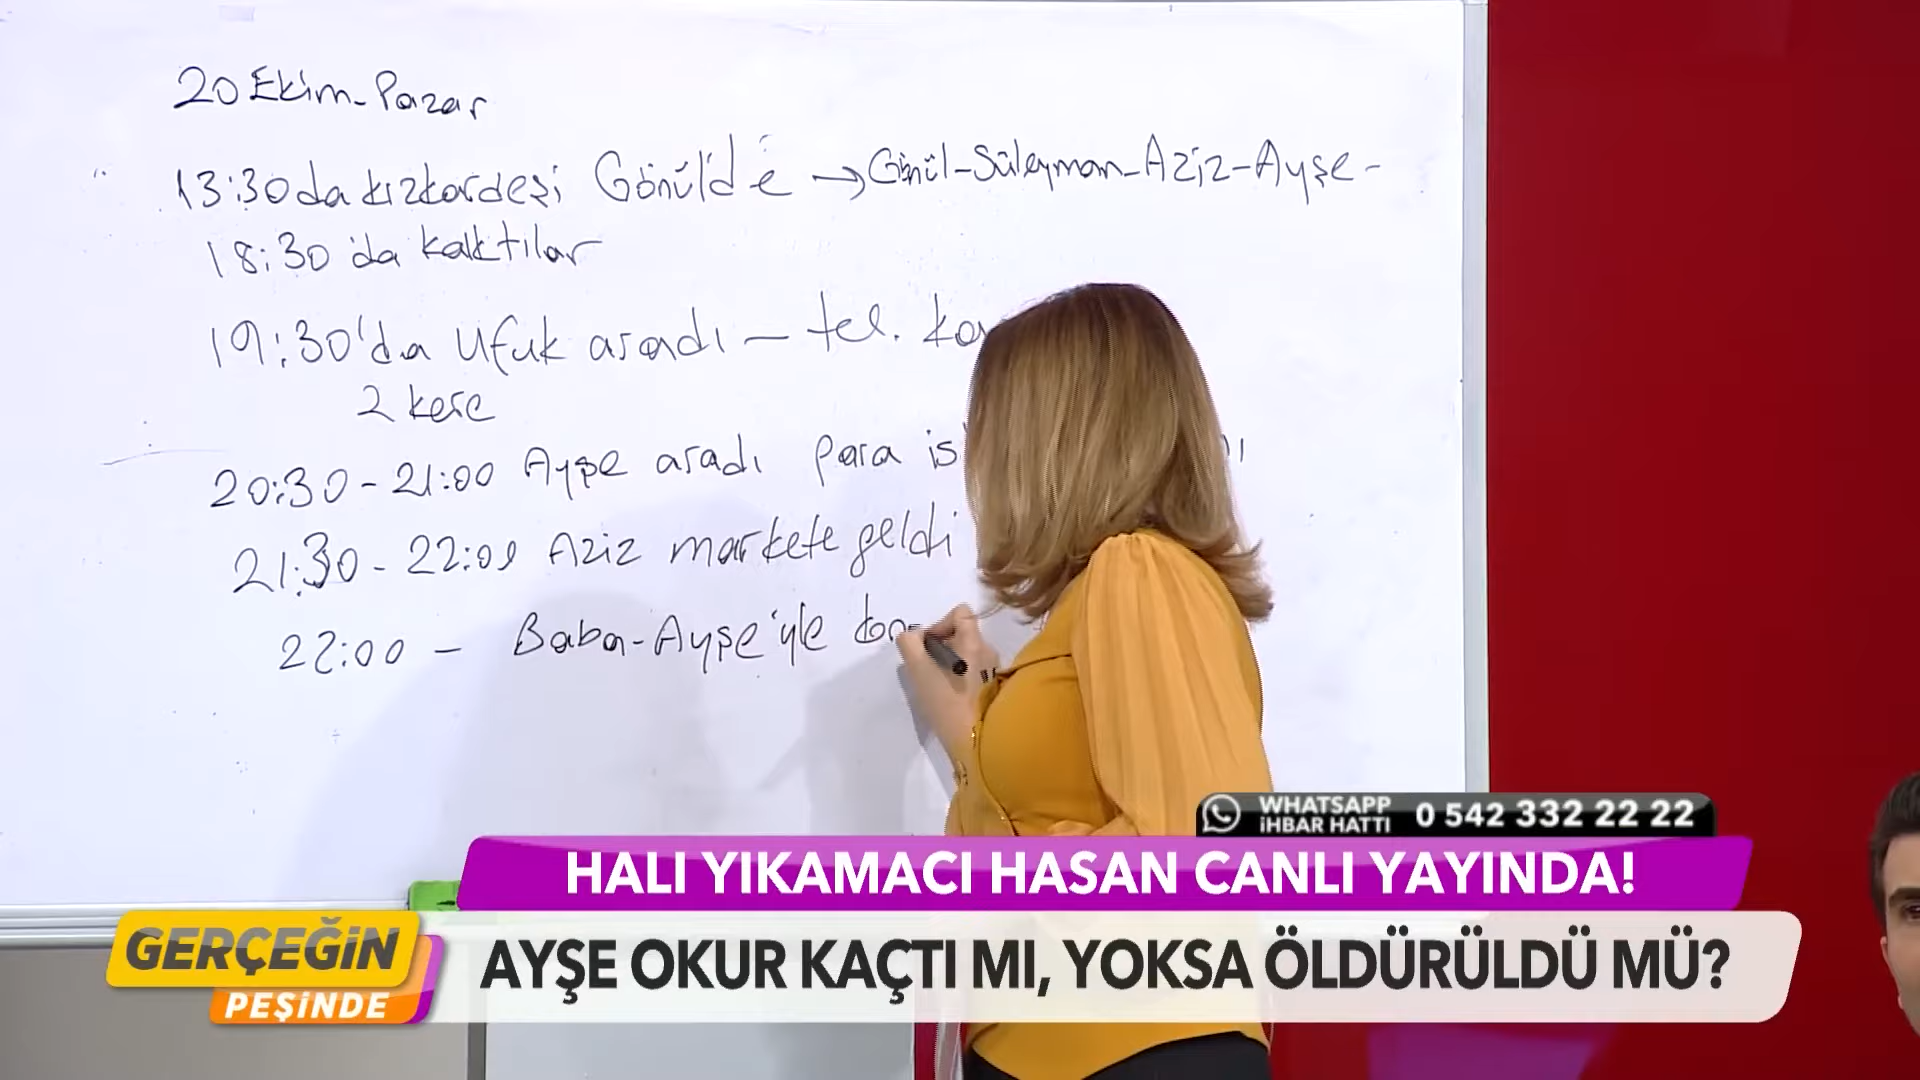 20 Ekim - Pazar
13:30 da kızkardeşi Gönül'de → Gönül - Süleyman - Aziz - Ayşe -
18:30 'da kalktılar
19:30'da Ufuk aradı - tel.
2 kere
20:30 - 21:00 Ayşe aradı para
21:30 - 22:00 Aziz markete geldi
22:00 - Baba - Ayşe'yle
WHATSAPP
İHBAR HATTI 0 542 332 22 22
HALI YIKAMACI HASAN CANLI YAYINDA!
GERÇEĞİN
PEŞİNDE
AYŞE OKUR KAÇTI MI, YOKSA ÖLDÜRÜLDÜ MÜ?